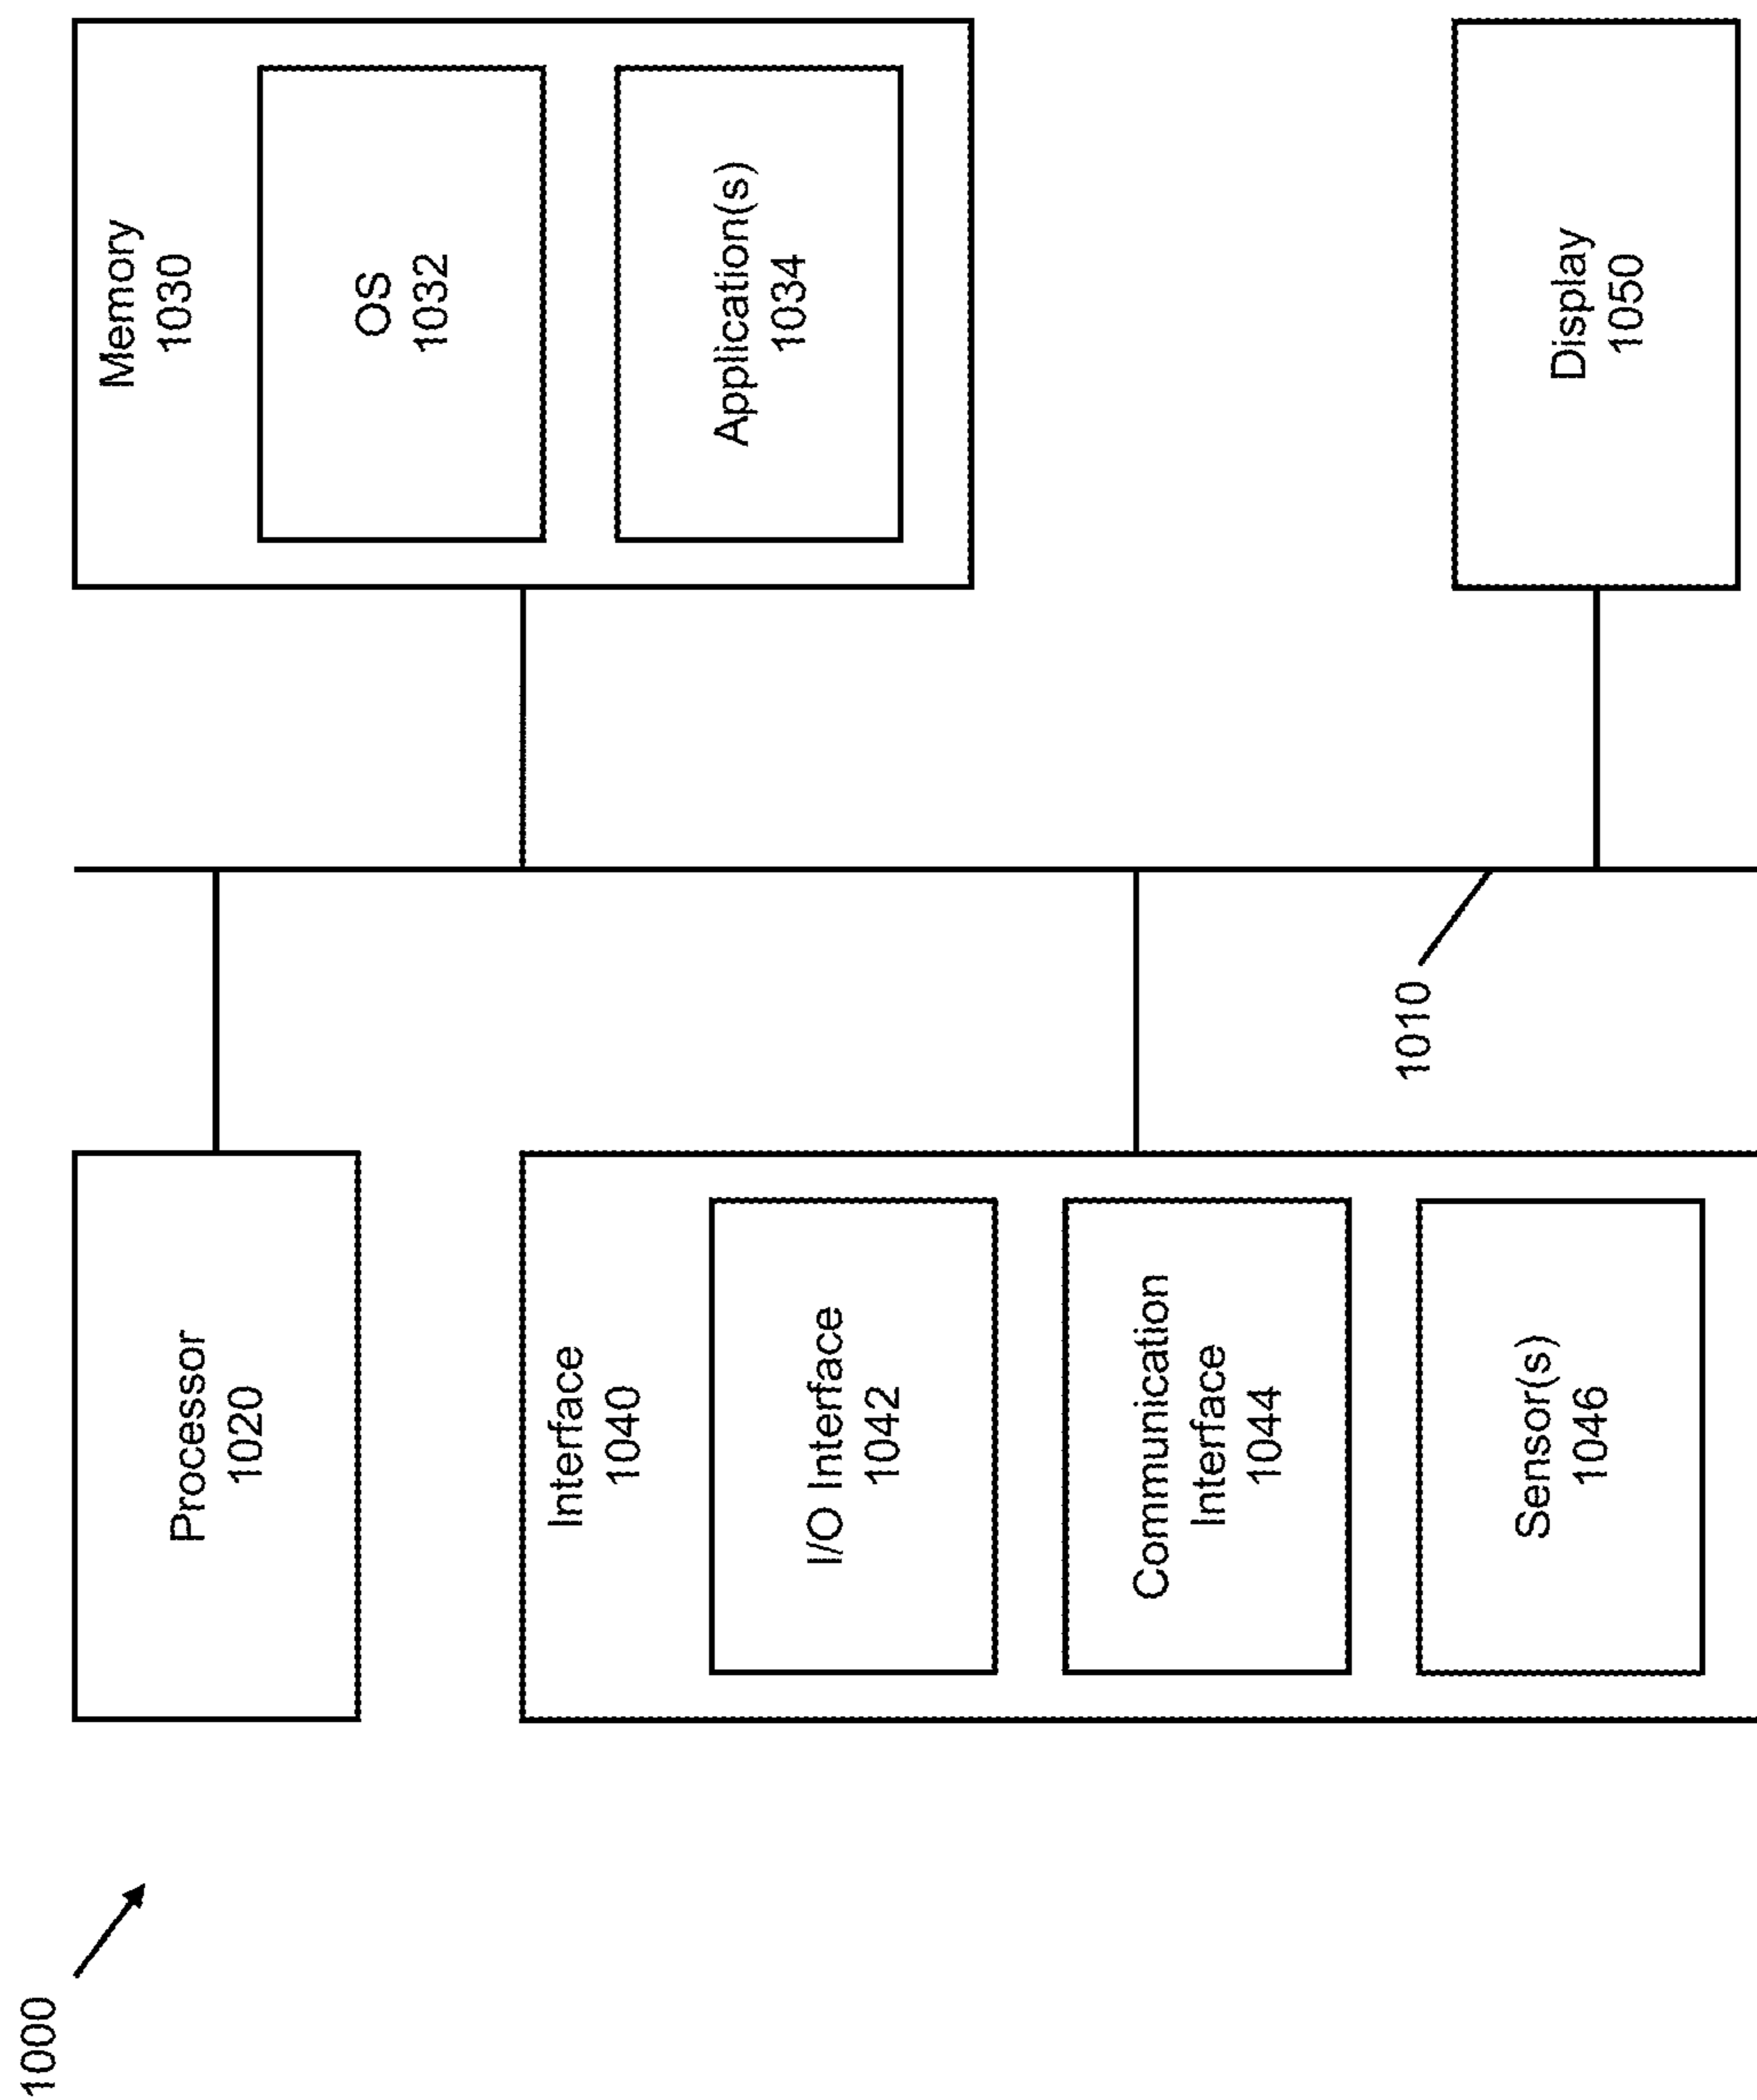 1000
Processor
1020
Interface
1040
I/O Interface
1042
Communication
Interface
1044
Sensor(s)
1046
1010
Memory
1030
OS
1032
Application(s)
1034
Display
1050